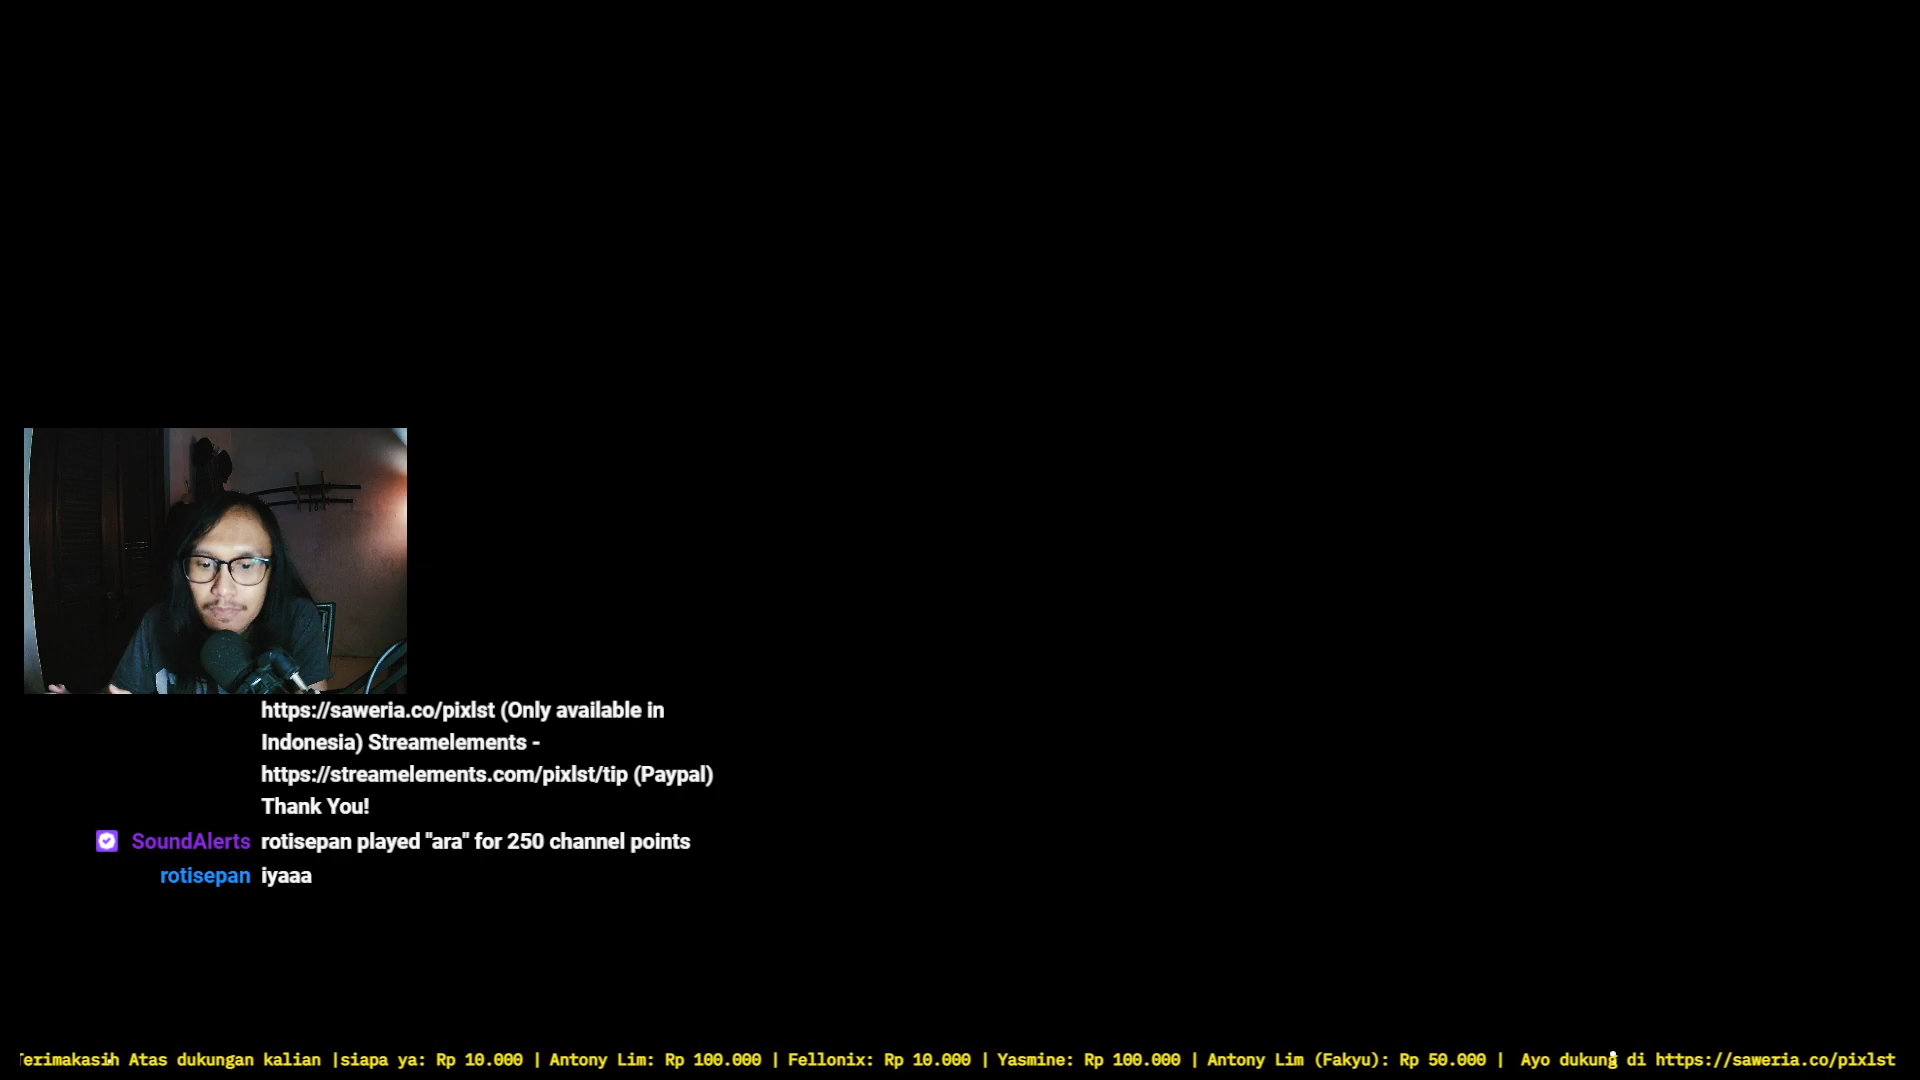 https://saweria.co/pixlst (Only available in
Indonesia) Streamelements -
https://streamelements.com/pixlst/tip (Paypal)
Thank You!
SoundAlerts rotisepan played "ara" for 250 channel points
rotisepan iyaaa
Terimakasih Atas dukungan kalian |siapa ya: Rp 10.000 | Antony Lim: Rp 100.000 | Fellonix: Rp 10.000 | Yasmine: Rp 100.000 | Antony Lim (Fakyu): Rp 50.000 | Ayo dukung di https://saweria.co/pixlst